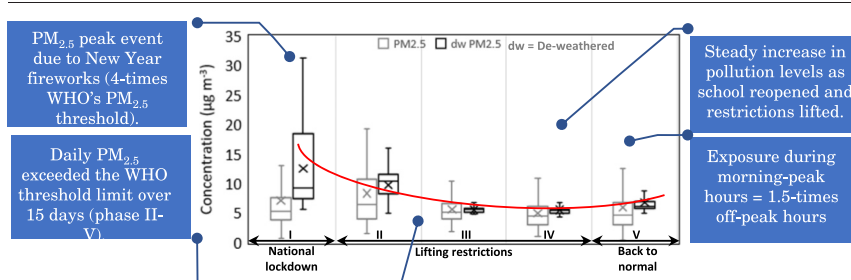 PM2.5 peak event
due to New Year
fireworks (4-times
WHO's PM2.5
threshold).
Daily PM2.5
exceeded the WHO
threshold limit over
15 days (phase II-
V)
Concentration (µg m⁻³)
35
30
25
20
15
10
5
0
PM2.5 dw PM2.5 dw = De-weathered
I II III IV V
National
lockdown
Lifting restrictions
Back to
normal
Steady increase in
pollution levels as
school reopened and
restrictions lifted.
Exposure during
morning-peak
hours = 1.5-times
off-peak hours